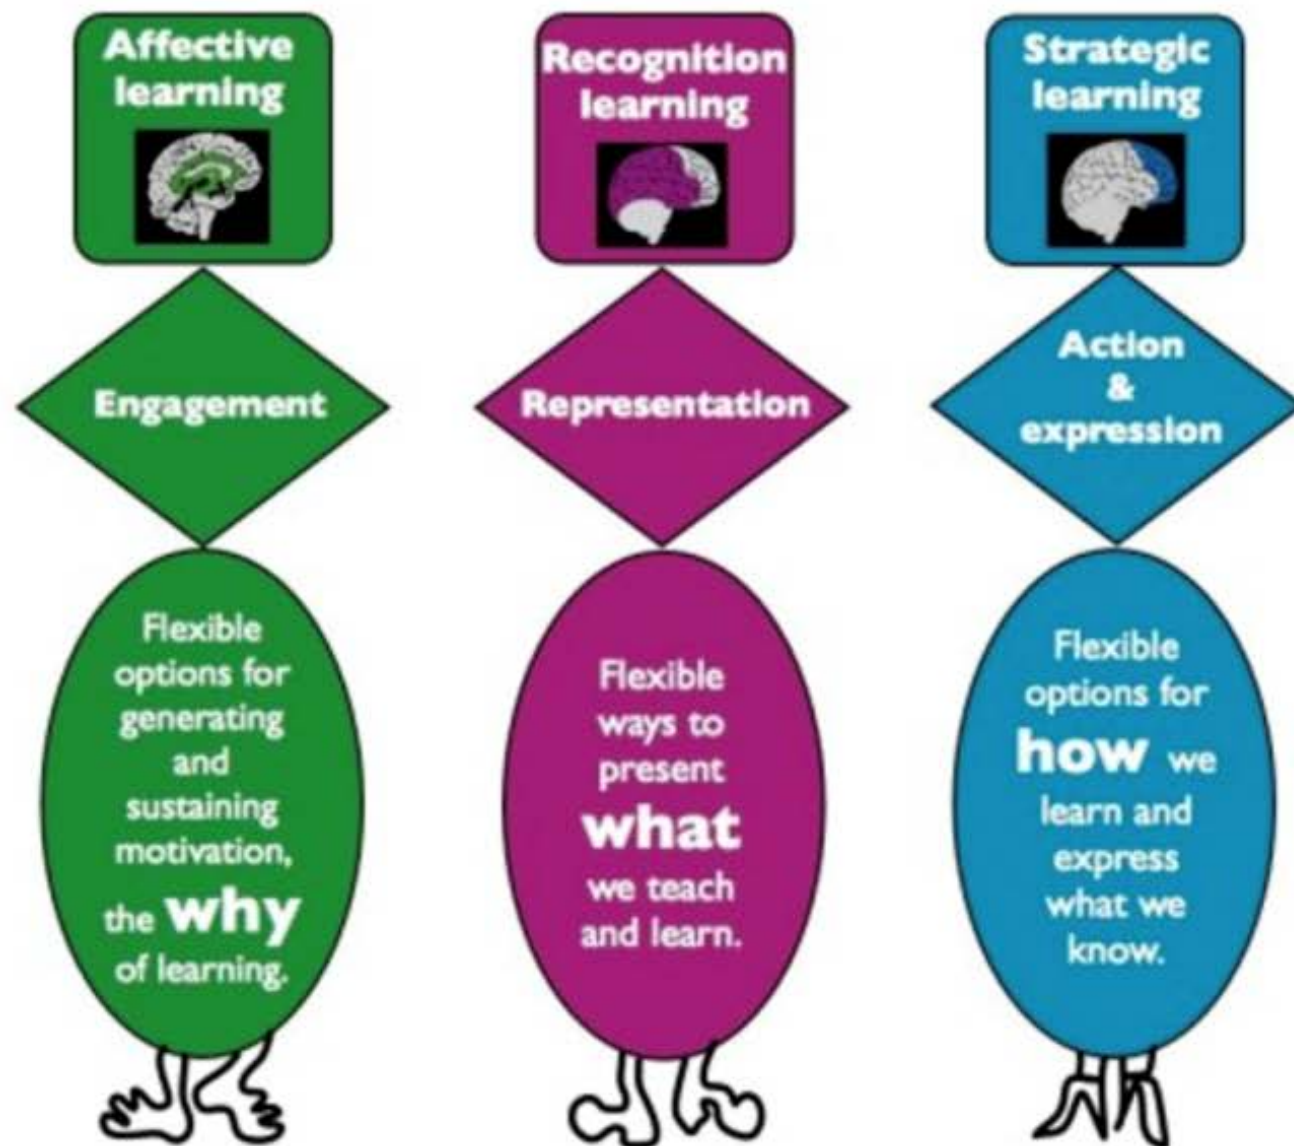 Affective
learning
Engagement
Flexible
options for
generating
and
sustaining
motivation,
the why
of learning.
Recognition
learning
Representation
Flexible
ways to
present
what
we teach
and learn.
Strategic
learning
Action
&
expression
Flexible
options for
how we
learn and
express
what we
know.